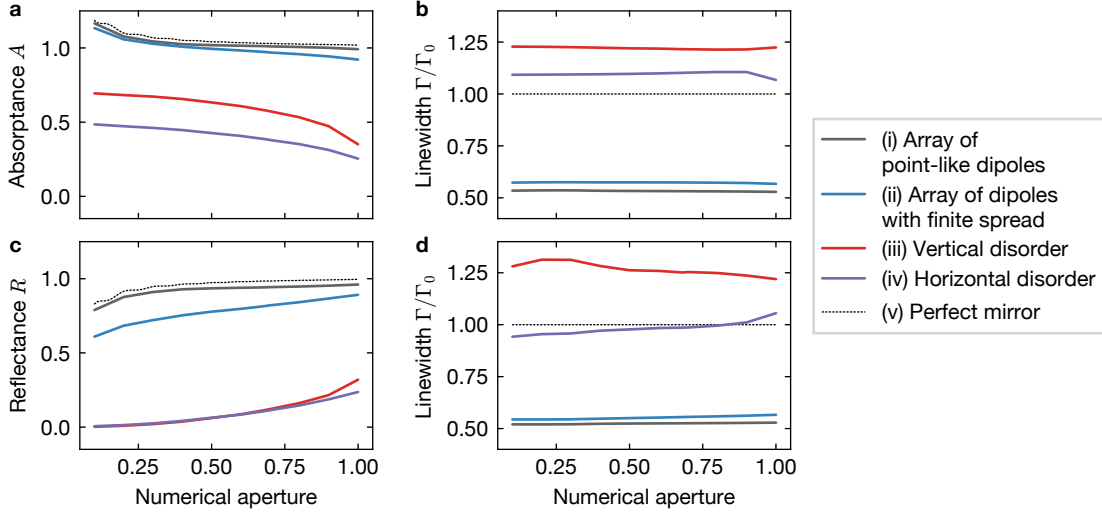 a
Absorptance A
1.0
0.5
0.0
b
Linewidth Γ/Γ0
1.25
1.00
0.75
0.50
c
Reflectance R
1.0
0.5
0.0
0.25
0.50
0.75
1.00
Numerical aperture
d
Linewidth Γ/Γ0
1.25
1.00
0.75
0.50
0.25
0.50
0.75
1.00
Numerical aperture
(i) Array of
point-like dipoles
(ii) Array of dipoles
with finite spread
(iii) Vertical disorder
(iv) Horizontal disorder
(v) Perfect mirror